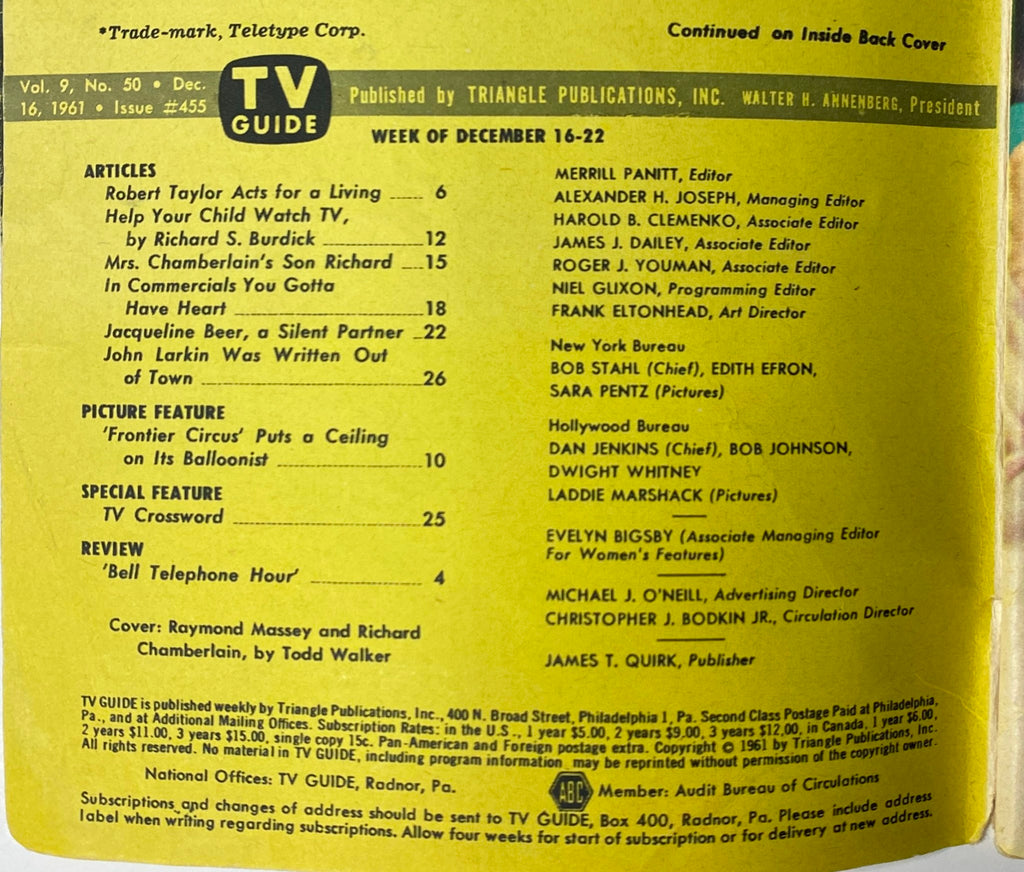 *Trade-mark, Teletype Corp.
Continued on Inside Back Cover
Vol. 9, No. 50 • Dec.
16, 1961 • Issue #455
TV
GUIDE
Published by TRIANGLE PUBLICATIONS, INC. WALTER H. ANNENBERG, President
WEEK OF DECEMBER 16-22
ARTICLES
Robert Taylor Acts for a Living 6
Help Your Child Watch TV,
by Richard S. Burdick 12
Mrs. Chamberlain's Son Richard 15
In Commercials You Gotta
Have Heart 18
Jacqueline Beer, a Silent Partner 22
John Larkin Was Written Out
of Town 26
PICTURE FEATURE
'Frontier Circus' Puts a Ceiling
on Its Balloonist 10
SPECIAL FEATURE
TV Crossword 25
REVIEW
'Bell Telephone Hour' 4
Cover: Raymond Massey and Richard
Chamberlain, by Todd Walker
MERRILL PANITT, Editor
ALEXANDER H. JOSEPH, Managing Editor
HAROLD B. CLEMENKO, Associate Editor
JAMES J. DAILEY, Associate Editor
ROGER J. YOUMAN, Associate Editor
NIEL GLIXON, Programming Editor
FRANK ELTONHEAD, Art Director
New York Bureau
BOB STAHL (Chief), EDITH EFRON,
SARA PENTZ (Pictures)
Hollywood Bureau
DAN JENKINS (Chief), BOB JOHNSON,
DWIGHT WHITNEY
LADDIE MARSHACK (Pictures)
EVELYN BIGSBY (Associate Managing Editor
For Women's Features)
MICHAEL J. O'NEILL, Advertising Director
CHRISTOPHER J. BODKIN JR., Circulation Director
JAMES T. QUIRK, Publisher
TV GUIDE is published weekly by Triangle Publications, Inc., 400 N. Broad Street, Philadelphia 1, Pa. Second Class Postage Paid at Philadelphia,
Pa., and at Additional Mailing Offices. Subscription Rates: in the U.S., 1 year $5.00, 2 years $9.00, 3 years $12.00, in Canada, 1 year $6.00,
2 years $11.00, 3 years $15.00, single copy 15c. Pan-American and Foreign postage extra. Copyright © 1961 by Triangle Publications, Inc.
All rights reserved. No material in TV GUIDE, including program information may be reprinted without permission of the copyright owner.
National Offices: TV GUIDE, Radnor, Pa.
ABC Member: Audit Bureau of Circulations
Subscriptions and changes of address should be sent to TV GUIDE, Box 400, Radnor, Pa. Please include address
label when writing regarding subscriptions. Allow four weeks for start of subscription or for delivery at new address.